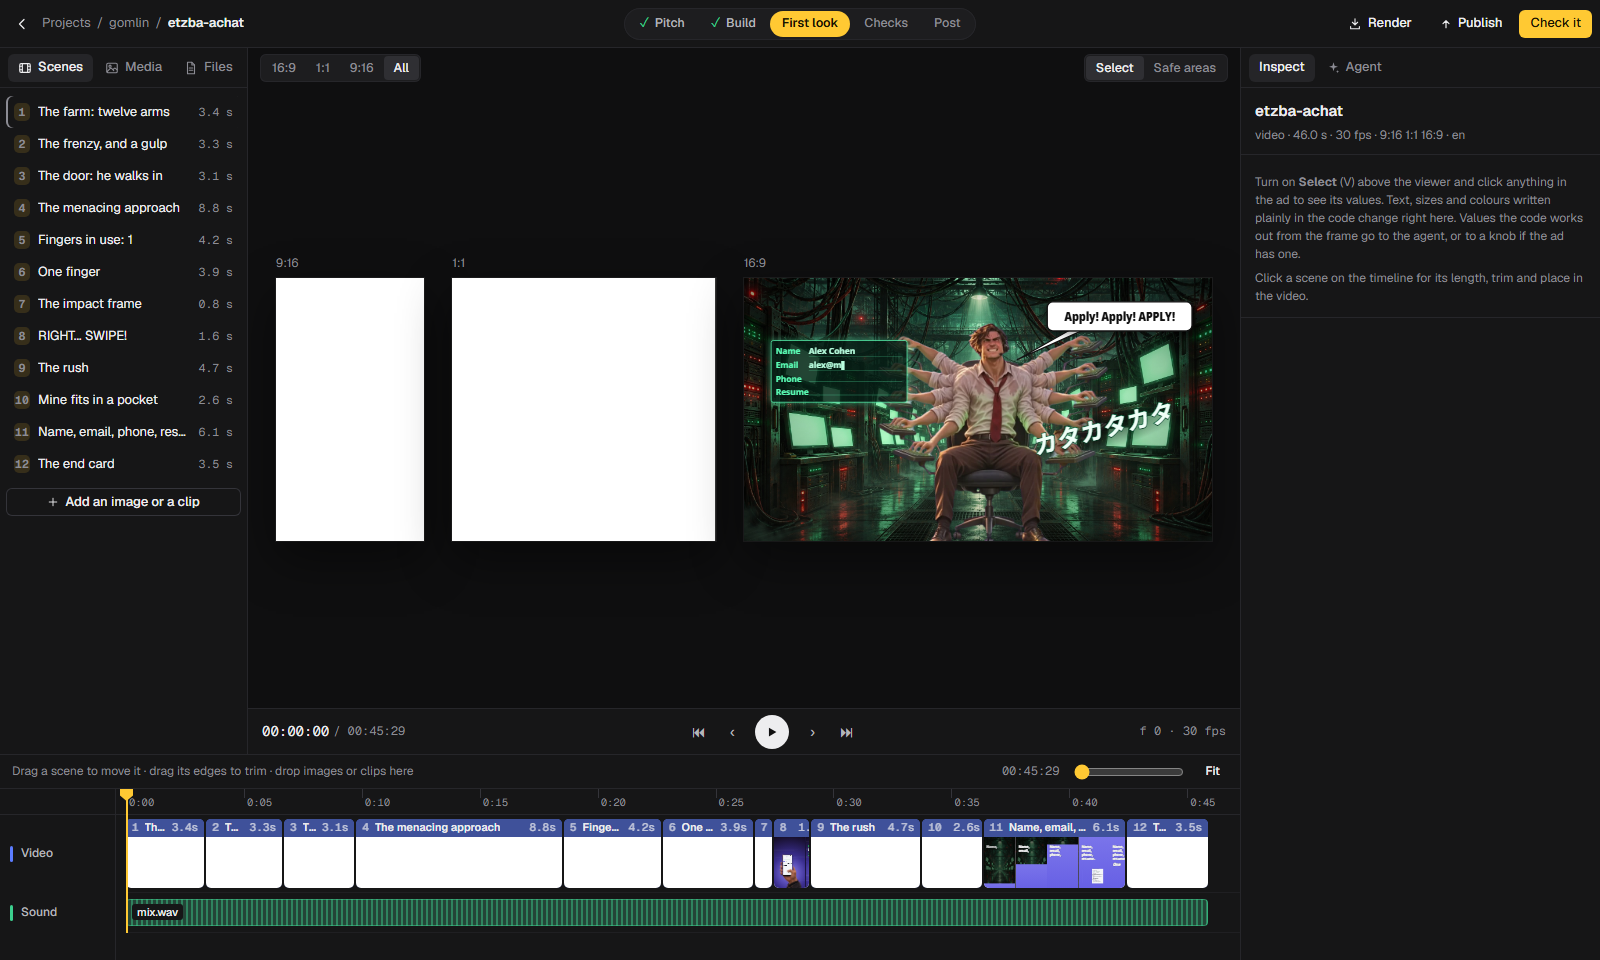 Projects / gomlin / etzba-achat
Pitch
Build
First look
Checks
Post
Render
Publish
Check it
Scenes
Media
Files
16:9
1:1
9:16
All
Select
Safe areas
Inspect
Agent
1 The farm: twelve arms 3.4 s
2 The frenzy, and a gulp 3.3 s
3 The door: he walks in 3.1 s
4 The menacing approach 8.8 s
5 Fingers in use: 1 4.2 s
6 One finger 3.9 s
7 The impact frame 0.8 s
8 RIGHT... SWIPE! 1.6 s
9 The rush 4.7 s
10 Mine fits in a pocket 2.6 s
11 Name, email, phone, res... 6.1 s
12 The end card 3.5 s
+ Add an image or a clip
9:16
1:1
16:9
Apply! Apply! APPLY!
Name Alex Cohen
Email alex@m
Phone
Resume
カタカタカタ
etzba-achat
video · 46.0 s · 30 fps · 9:16 1:1 16:9 · en
Turn on Select (V) above the viewer and click anything in
the ad to see its values. Text, sizes and colours written
plainly in the code change right here. Values the code works
out from the frame go to the agent, or to a knob if the ad
has one.
Click a scene on the timeline for its length, trim and place in
the video.
00:00:00 / 00:45:29
f 0 · 30 fps
Drag a scene to move it · drag its edges to trim · drop images or clips here
00:45:29
Fit
0:00 0:05 0:10 0:15 0:20 0:25 0:30 0:35 0:40 0:45
Video
1 Th... 3.4s
2 T... 3.3s
3 T... 3.1s
4 The menacing approach 8.8s
5 Finge... 4.2s
6 One ... 3.9s
7
8 1.
9 The rush 4.7s
10 2.6s
11 Name, email, ... 6.1s
12 T... 3.5s
Sound
mix.wav